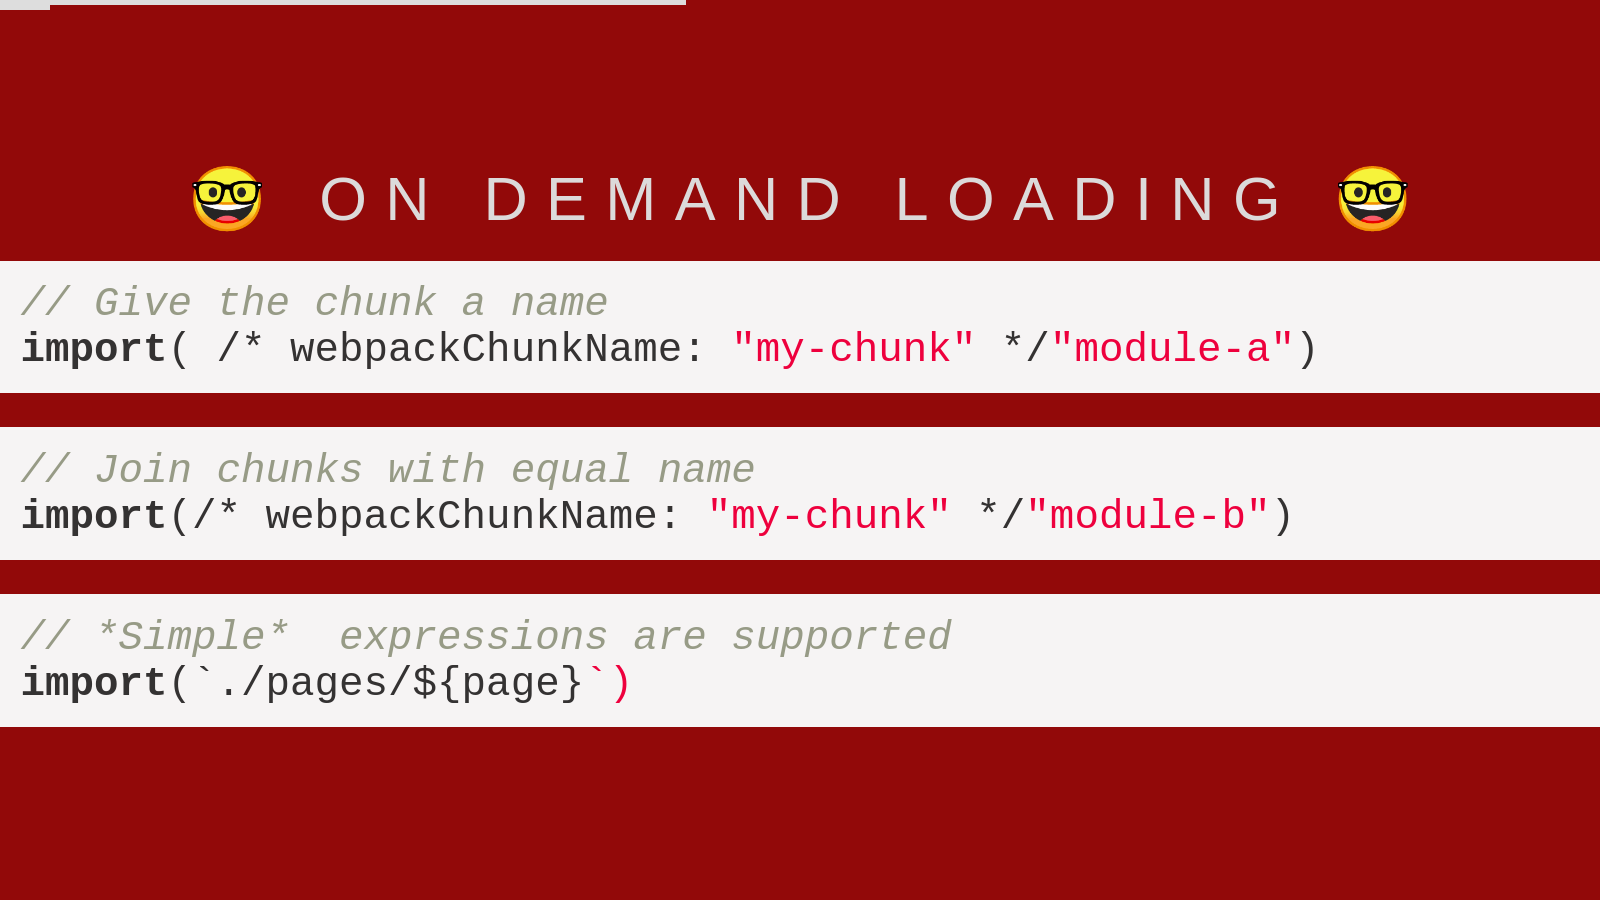 🤓 ON DEMAND LOADING 🤓
// Give the chunk a name
import( /* webpackChunkName: "my-chunk" */"module-a")
// Join chunks with equal name
import(/* webpackChunkName: "my-chunk" */"module-b")
// *Simple*  expressions are supported
import(`./pages/${page}`)